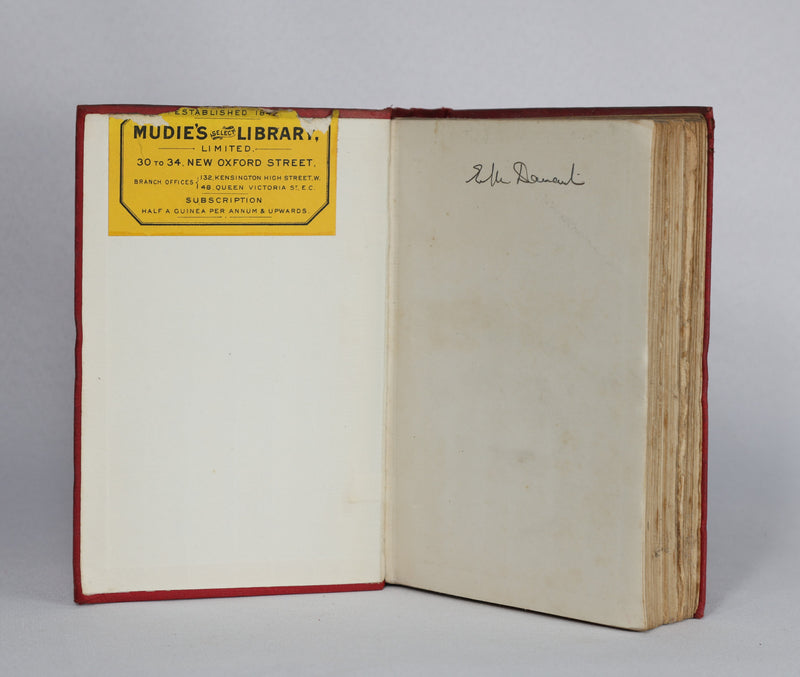 ESTABLISHED 1842
MUDIE'S SELECT LIBRARY,
LIMITED.
30 TO 34, NEW OXFORD STREET,
BRANCH OFFICES { 132, KENSINGTON HIGH STREET, W.
48, QUEEN VICTORIA ST, E.C.
SUBSCRIPTION
HALF A GUINEA PER ANNUM & UPWARDS.